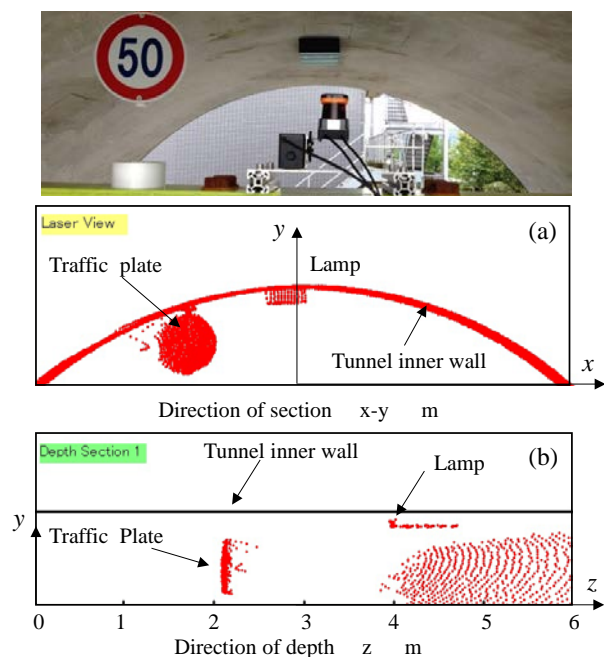 50
Laser View
(a)
y
Traffic plate
Lamp
Tunnel inner wall
x
Direction of section x-y m
Depth Section 1
(b)
Tunnel inner wall
Lamp
y
Traffic Plate
z
0 1 2 3 4 5 6
Direction of depth z m